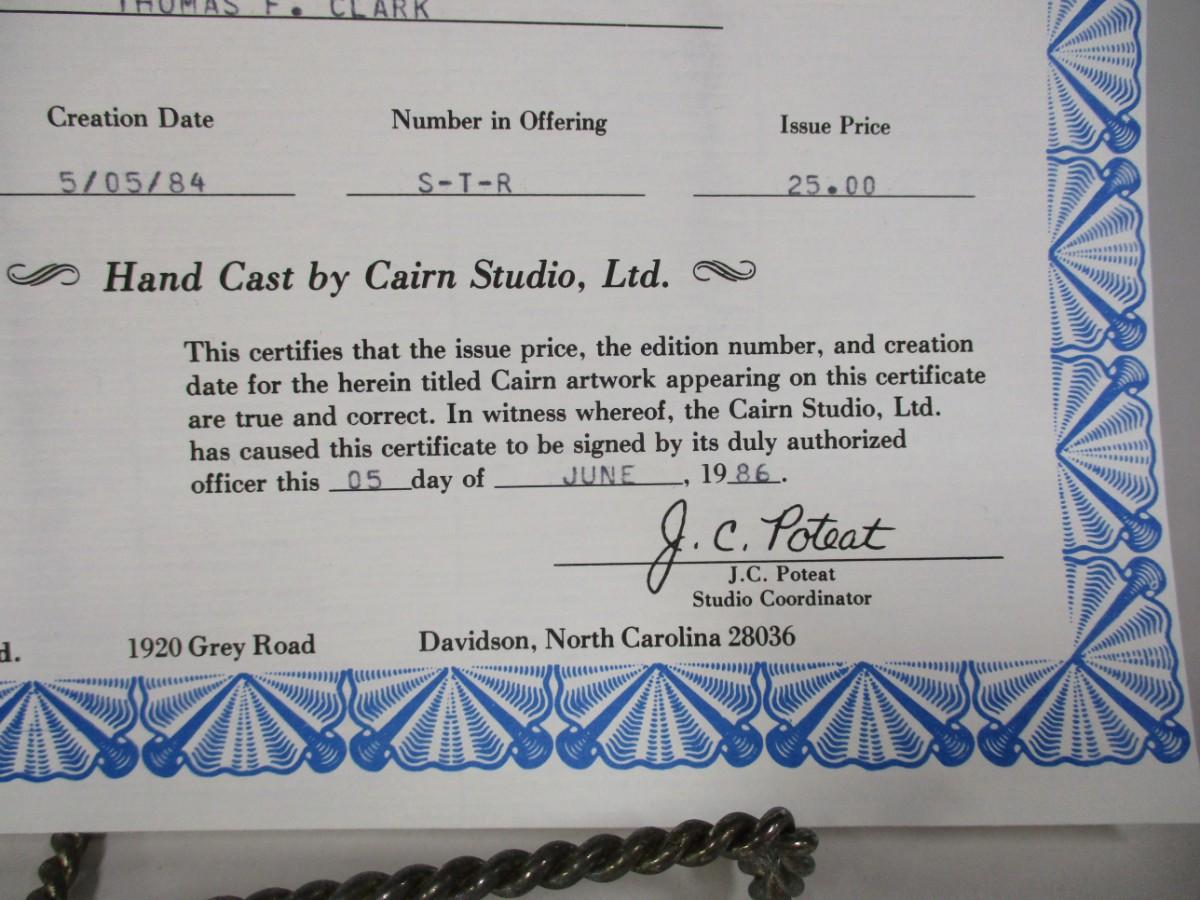 THOMAS F. CLARK
Creation Date Number in Offering Issue Price
5/05/84 S-T-R 25.00
Hand Cast by Cairn Studio, Ltd.
This certifies that the issue price, the edition number, and creation
date for the herein titled Cairn artwork appearing on this certificate
are true and correct. In witness whereof, the Cairn Studio, Ltd.
has caused this certificate to be signed by its duly authorized
officer this 05 day of JUNE, 1986.
J. C. Poteat
J.C. Poteat
Studio Coordinator
d. 1920 Grey Road Davidson, North Carolina 28036